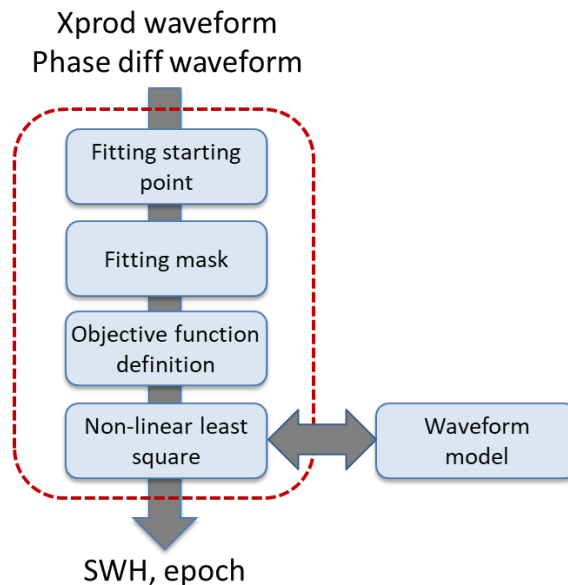 Xprod waveform
Phase diff waveform
Fitting starting
point
Fitting mask
Objective function
definition
Non-linear least
square
Waveform
model
SWH, epoch